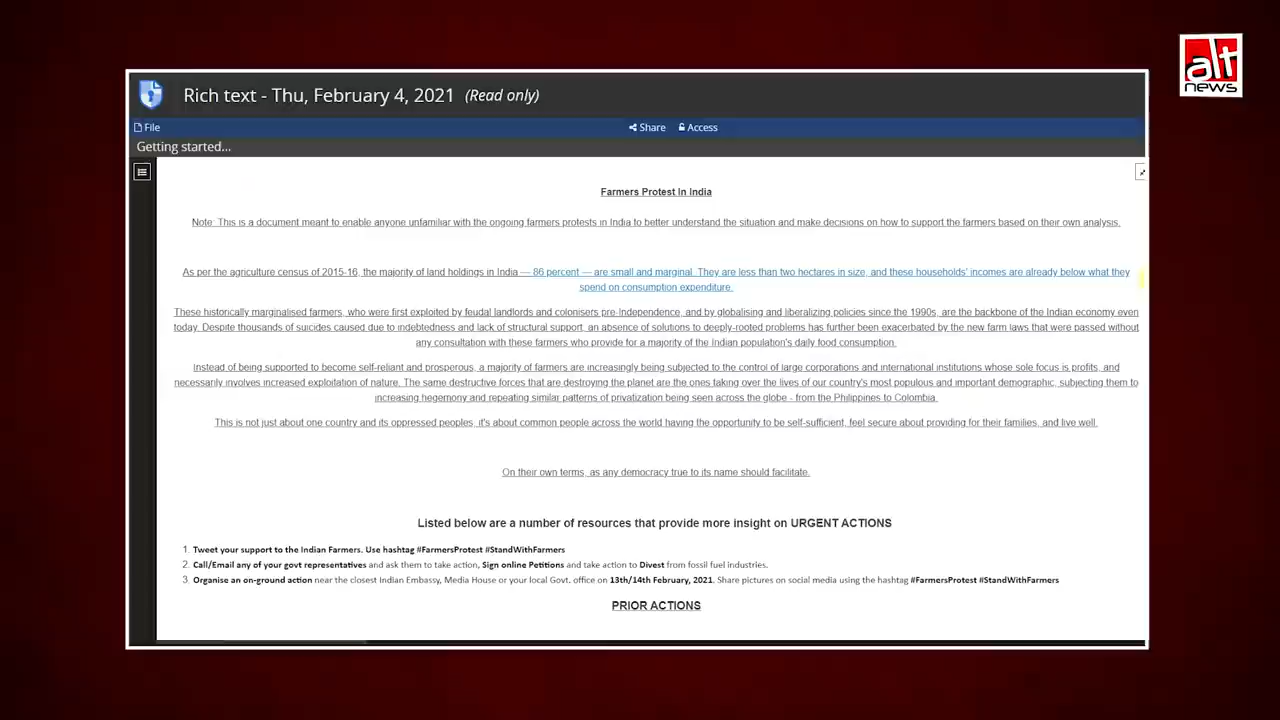 alt
news
Rich text - Thu, February 4, 2021 (Read only)
File Share Access
Getting started...
Farmers Protest In India
Note: This is a document meant to enable anyone unfamiliar with the ongoing farmers protests in India to better understand the situation and make decisions on how to support the farmers based on their own analysis.
As per the agriculture census of 2015-16, the majority of land holdings in India — 86 percent — are small and marginal. They are less than two hectares in size, and these households' incomes are already below what they
spend on consumption expenditure.
These historically marginalised farmers, who were first exploited by feudal landlords and colonisers pre-Independence, and by globalising and liberalizing policies since the 1990s, are the backbone of the Indian economy even
today. Despite thousands of suicides caused due to indebtedness and lack of structural support, an absence of solutions to deeply-rooted problems has further been exacerbated by the new farm laws that were passed without
any consultation with these farmers who provide for a majority of the Indian population's daily food consumption.
Instead of being supported to become self-reliant and prosperous, a majority of farmers are increasingly being subjected to the control of large corporations and international institutions whose sole focus is profits, and
necessarily involves increased exploitation of nature. The same destructive forces that are destroying the planet are the ones taking over the lives of our country's most populous and important demographic, subjecting them to
increasing hegemony and repeating similar patterns of privatization being seen across the globe - from the Philippines to Colombia.
This is not just about one country and its oppressed peoples, it's about common people across the world having the opportunity to be self-sufficient, feel secure about providing for their families, and live well.
On their own terms, as any democracy true to its name should facilitate.
Listed below are a number of resources that provide more insight on URGENT ACTIONS
1. Tweet your support to the Indian Farmers. Use hashtag #FarmersProtest #StandWithFarmers
2. Call/Email any of your govt representatives and ask them to take action, Sign online Petitions and take action to Divest from fossil fuel industries.
3. Organise an on-ground action near the closest Indian Embassy, Media House or your local Govt. office on 13th/14th February, 2021. Share pictures on social media using the hashtag #FarmersProtest #StandWithFarmers
PRIOR ACTIONS